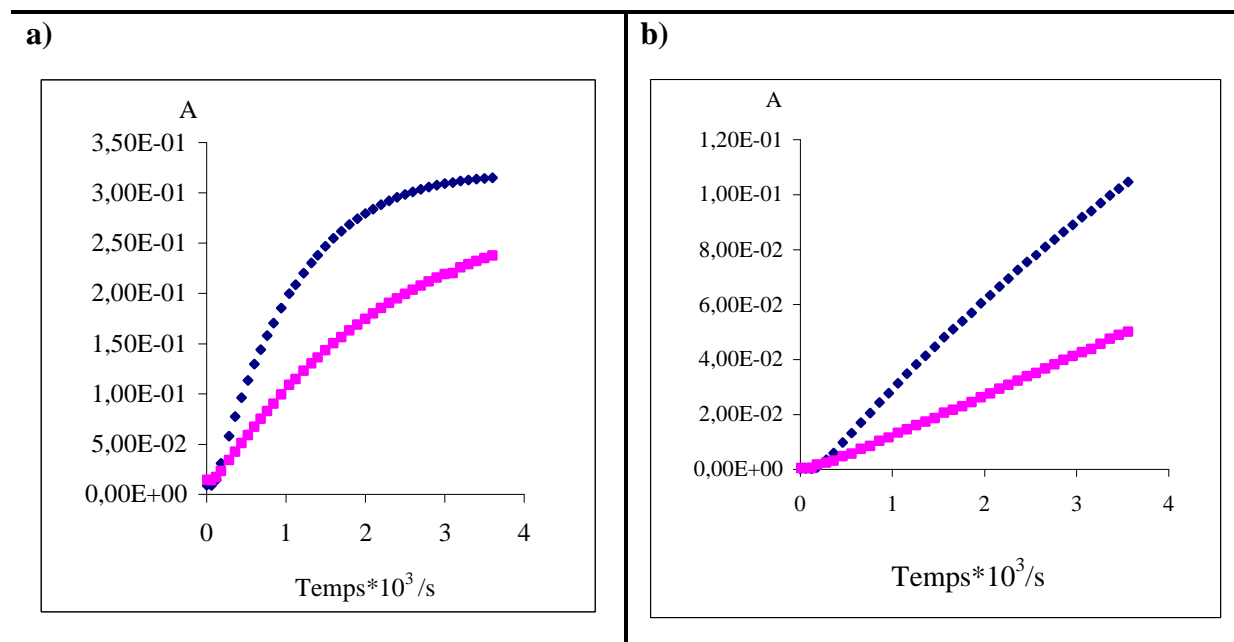 a)
A
3,50E-01
3,00E-01
2,50E-01
2,00E-01
1,50E-01
1,00E-01
5,00E-02
0,00E+00
0 1 2 3 4
Temps*10³/s
b)
A
1,20E-01
1,00E-01
8,00E-02
6,00E-02
4,00E-02
2,00E-02
0,00E+00
0 1 2 3 4
Temps*10³/s